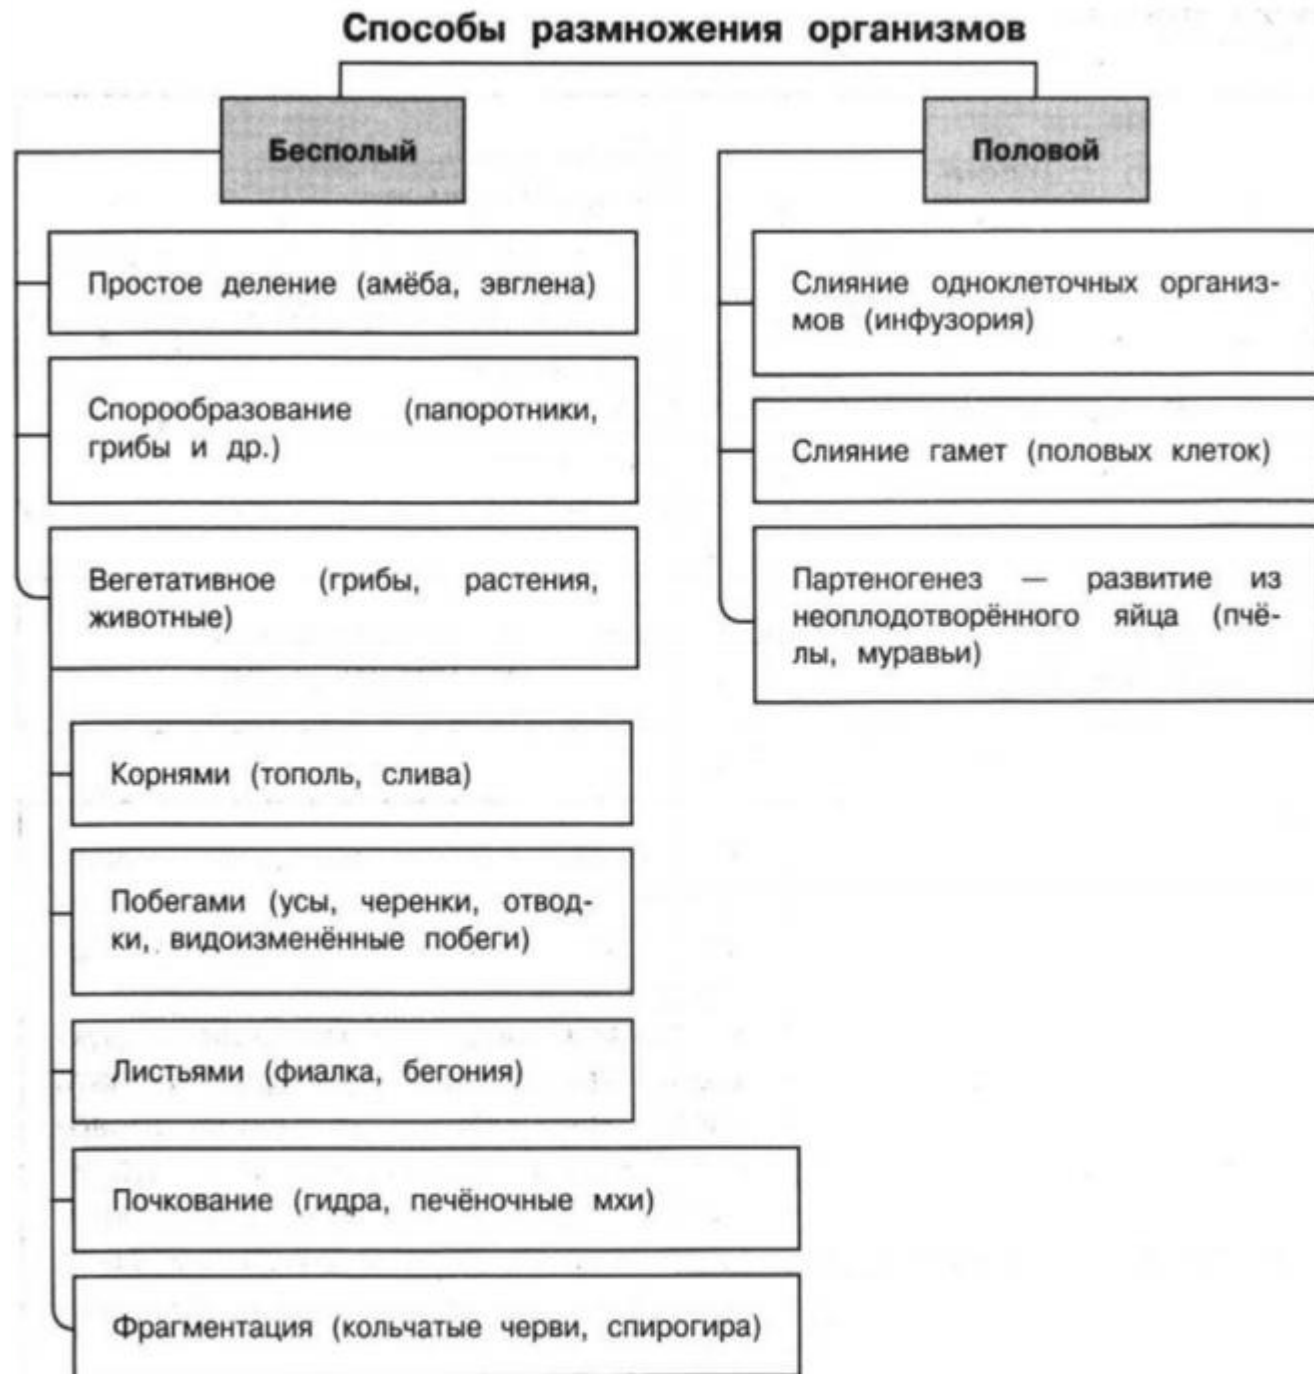 Способы размножения организмов
Бесполый
Простое деление (амёба, эвглена)
Спорообразование (папоротники,
грибы и др.)
Вегетативное (грибы, растения,
животные)
Корнями (тополь, слива)
Побегами (усы, черенки, отвод-
ки, видоизменённые побеги)
Листьями (фиалка, бегония)
Почкование (гидра, печёночные мхи)
Фрагментация (кольчатые черви, спирогира)
Половой
Слияние одноклеточных организ-
мов (инфузория)
Слияние гамет (половых клеток)
Партеногенез — развитие из
неоплодотворённого яйца (пчё-
лы, муравьи)